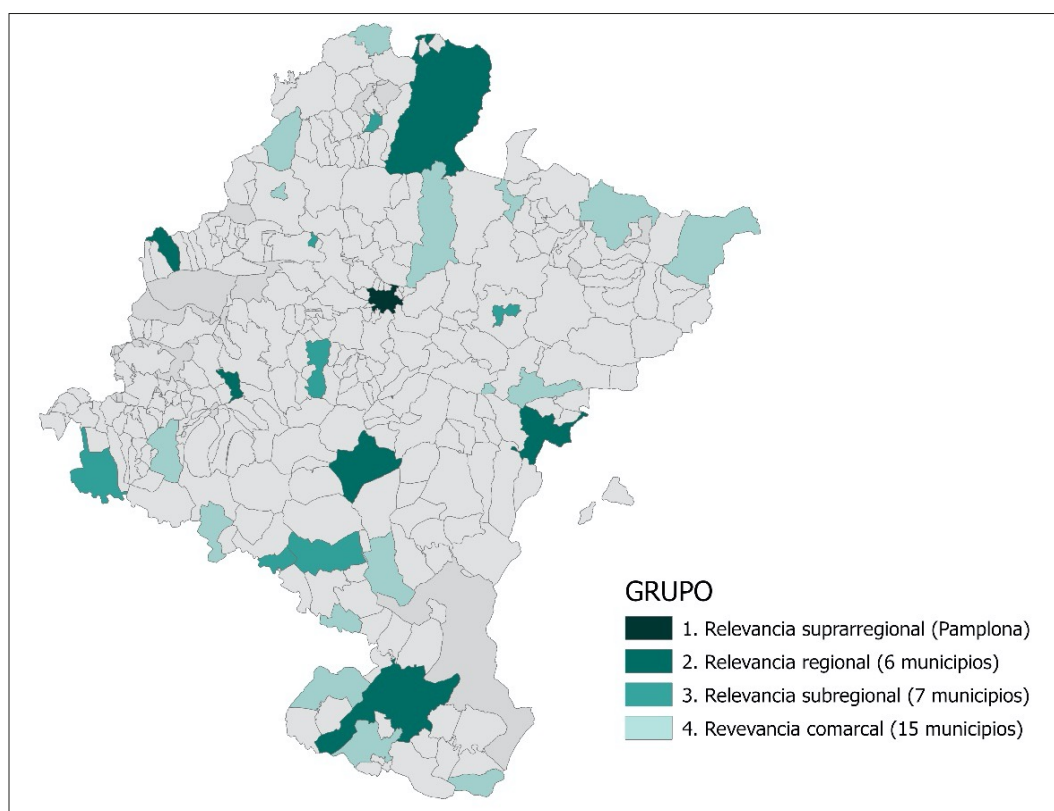 GRUPO
1. Relevancia suprarregional (Pamplona)
2. Relevancia regional (6 municipios)
3. Relevancia subregional (7 municipios)
4. Revevancia comarcal (15 municipios)